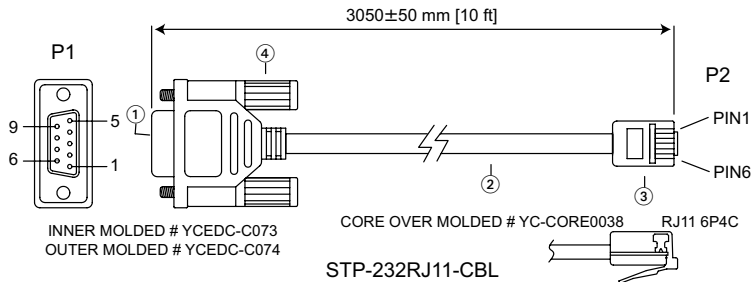 3050±50 mm [10 ft]
P1
④
P2
①
9
5
PIN1
6
1
PIN6
②
③
INNER MOLDED # YCEDC-C073
OUTER MOLDED # YCEDC-C074
CORE OVER MOLDED # YC-CORE0038
RJ11 6P4C
STP-232RJ11-CBL